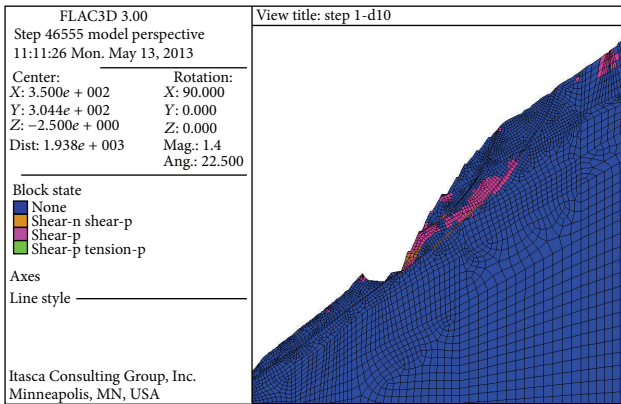 FLAC3D 3.00
Step 46555 model perspective
11:11:26 Mon. May 13, 2013
Center:
X: 3.500e + 002
Y: 3.044e + 002
Z: −2.500e + 000
Dist: 1.938e + 003
Rotation:
X: 90.000
Y: 0.000
Z: 0.000
Mag.: 1.4
Ang.: 22.500
Block state
None
Shear-n shear-p
Shear-p
Shear-p tension-p
Axes
Line style
Itasca Consulting Group, Inc.
Minneapolis, MN, USA
View title: step 1-d10